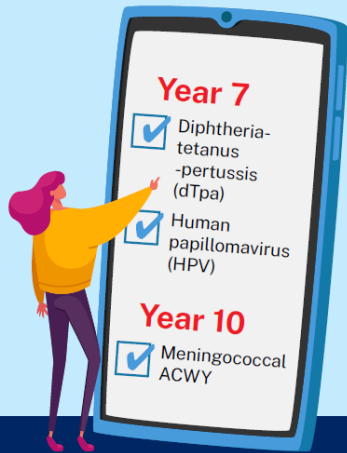 Year 7
Diphtheria-
tetanus
-pertussis
(dTpa)
Human
papillomavirus
(HPV)
Year 10
Meningococcal
ACWY